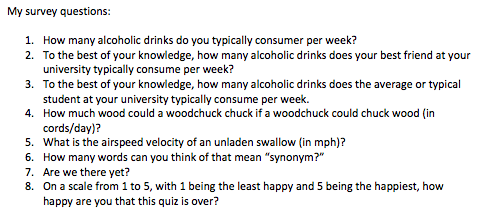 My survey questions:
1. How many alcoholic drinks do you typically consumer per week?
2. To the best of your knowledge, how many alcoholic drinks does your best friend at your
university typically consume per week?
3. To the best of your knowledge, how many alcoholic drinks does the average or typical
student at your university typically consume per week.
4. How much wood could a woodchuck chuck if a woodchuck could chuck wood (in
cords/day)?
5. What is the airspeed velocity of an unladen swallow (in mph)?
6. How many words can you think of that mean "synonym?"
7. Are we there yet?
8. On a scale from 1 to 5, with 1 being the least happy and 5 being the happiest, how
happy are you that this quiz is over?